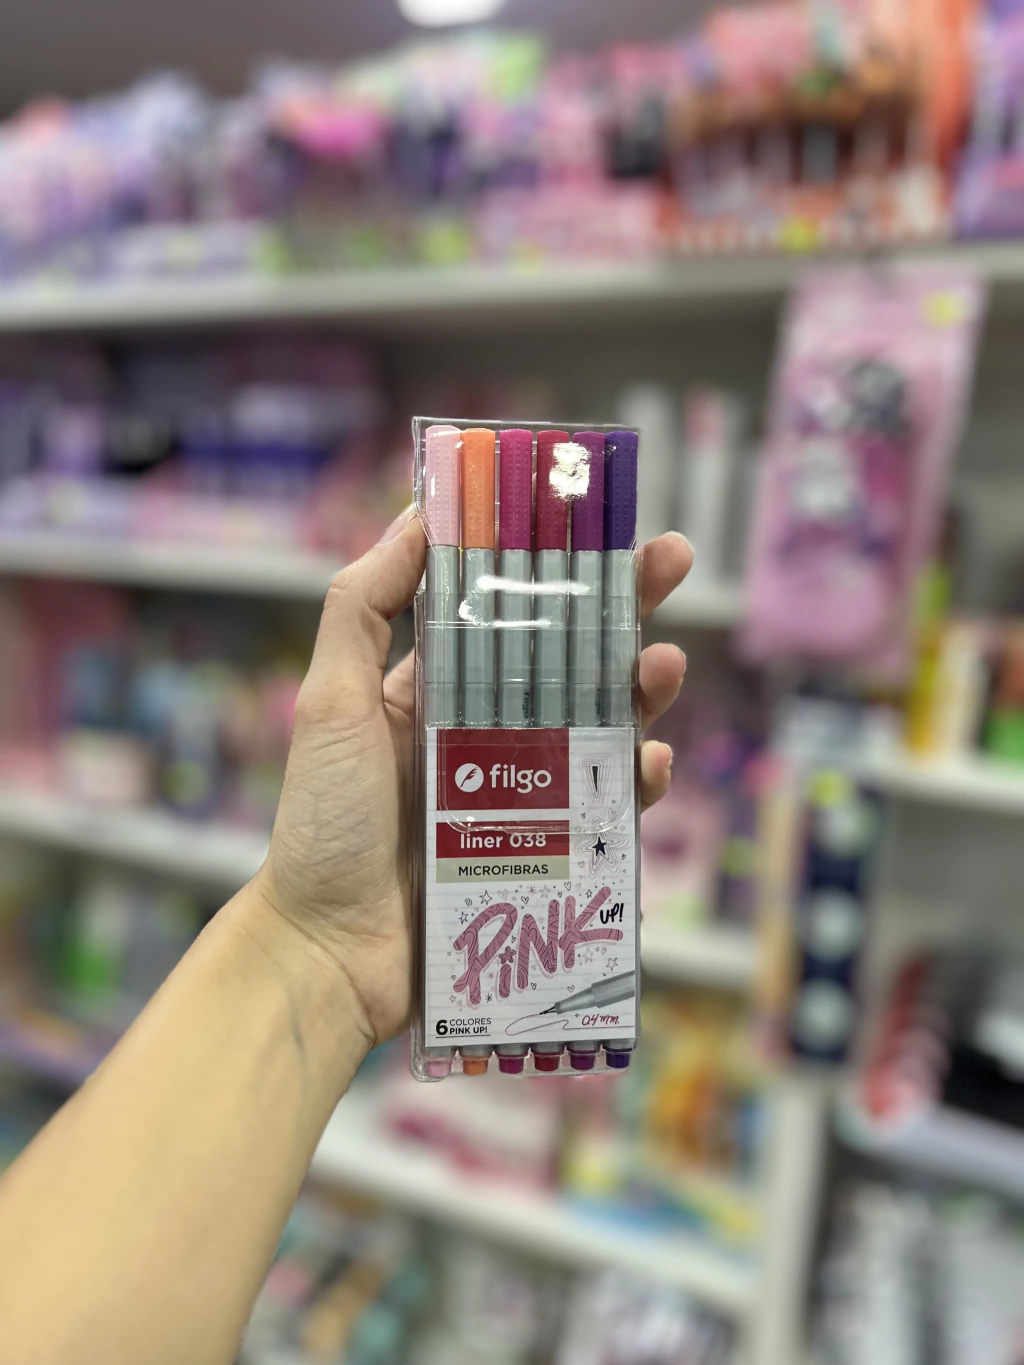 filgo
liner 038
MICROFIBRAS
PiNK
UP!
6 COLORES
PINK UP!
0.4 mm.